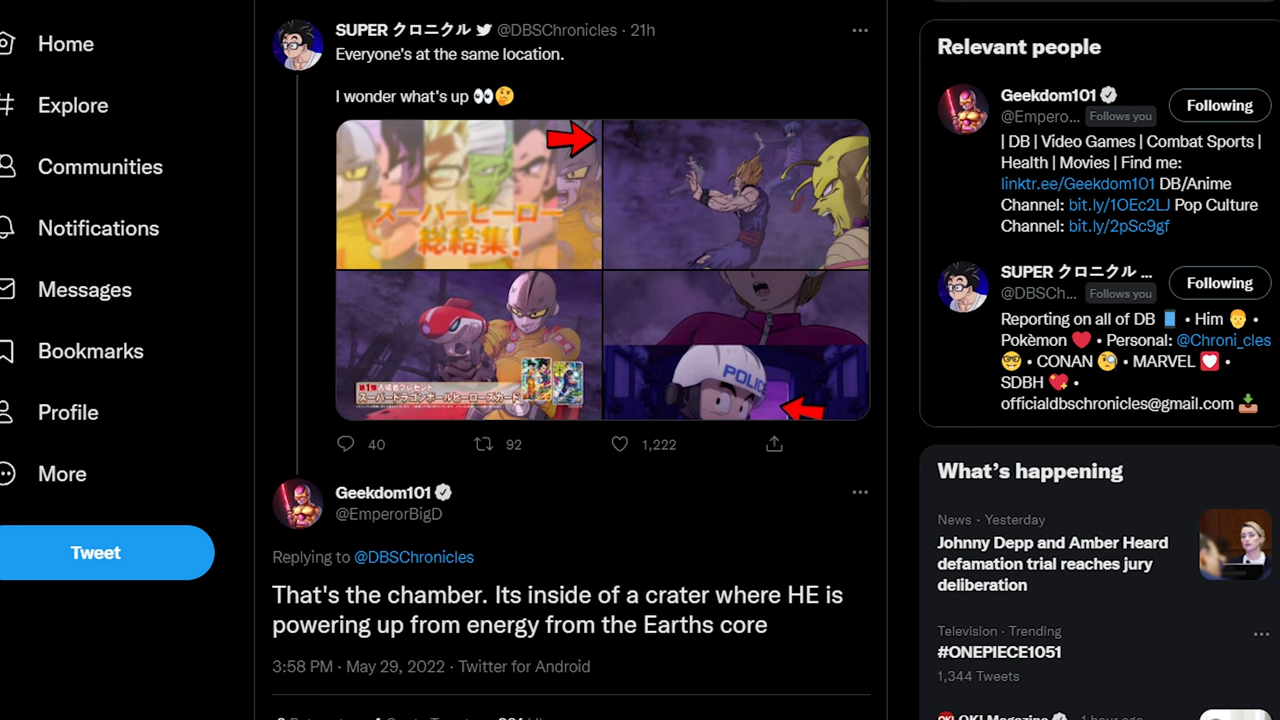 Home
Explore
Communities
Notifications
Messages
Bookmarks
Profile
More
Tweet
SUPER クロニクル @DBSChronicles · 21h
Everyone's at the same location.
I wonder what's up 👀🤔
スーパーヒーロー
総結集!
第1弾 入場者プレゼント
スーパードラゴンボールヒーローズカード
POLICE
40
92
1,222
Geekdom101
@EmperorBigD
Replying to @DBSChronicles
That's the chamber. Its inside of a crater where HE is
powering up from energy from the Earths core
3:58 PM · May 29, 2022 · Twitter for Android
Relevant people
Geekdom101
@Empero... Follows you
Following
| DB | Video Games | Combat Sports |
Health | Movies | Find me:
linktr.ee/Geekdom101 DB/Anime
Channel: bit.ly/1OEc2LJ Pop Culture
Channel: bit.ly/2pSc9gf
SUPER クロニクル ...
@DBSCh... Follows you
Following
Reporting on all of DB 📘 • Him 👨 •
Pokèmon ❤️ • Personal: @Chroni_cles
🤓 • CONAN 🧐 • MARVEL 💟 •
SDBH 💘 •
officialdbschronicles@gmail.com 📥
What's happening
News · Yesterday
Johnny Depp and Amber Heard
defamation trial reaches jury
deliberation
Television · Trending
#ONEPIECE1051
1,344 Tweets
OK! Magazine · 1 hour ago